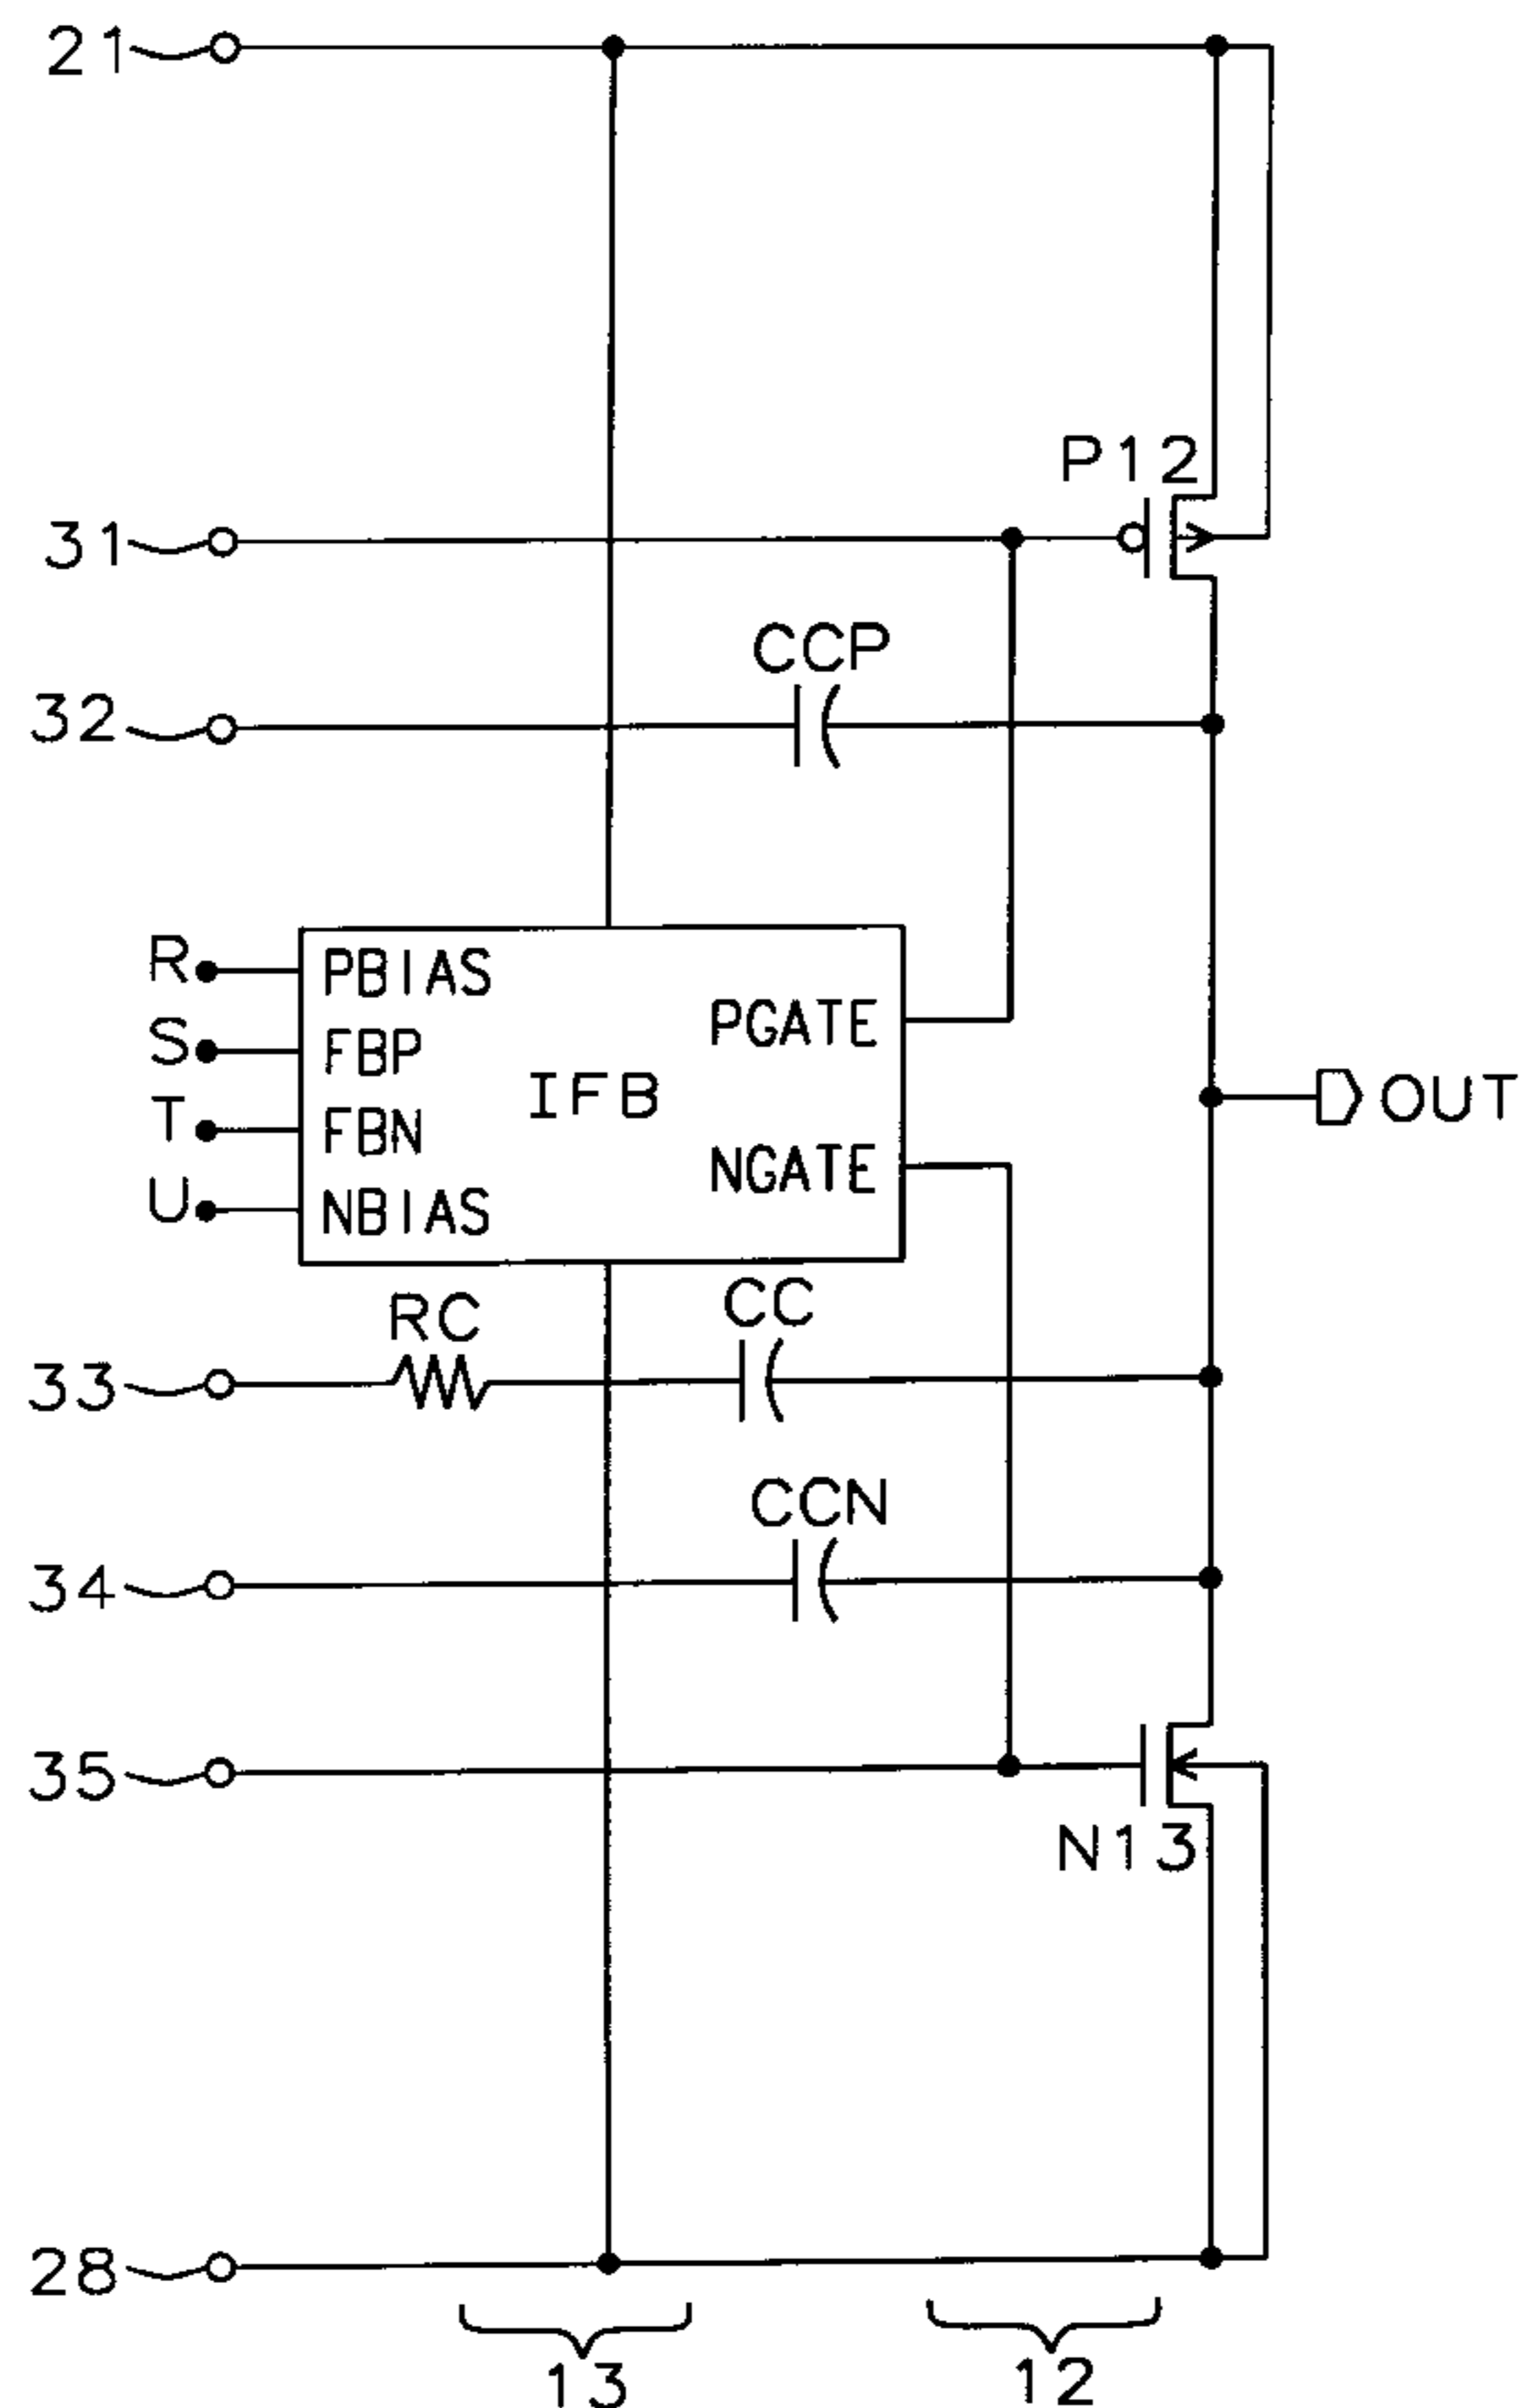 21
P12
31
CCP
32
R PBIAS
PGATE
S FBP
IFB
OUT
T FBN
NGATE
U NBIAS
RC
CC
33
CCN
34
35
N13
28
13
12